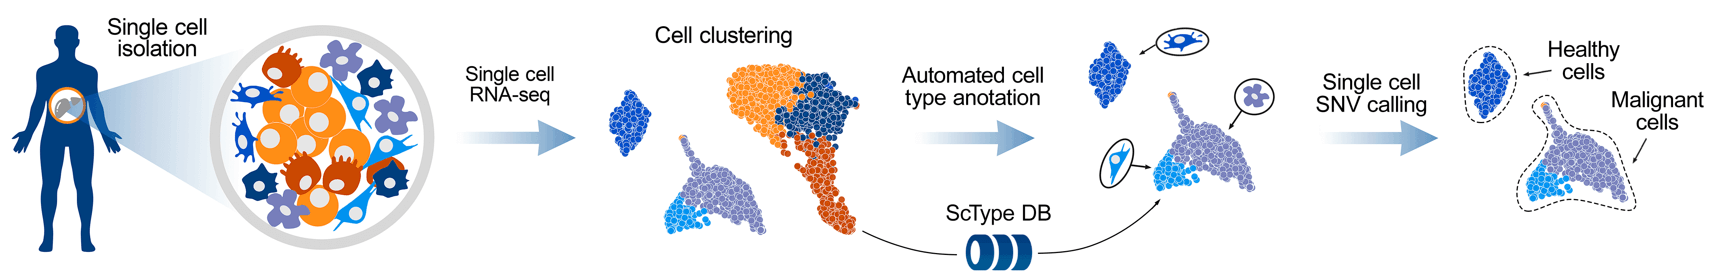 Single cell
isolation
Single cell
RNA-seq
Cell clustering
Automated cell
type anotation
ScType DB
Single cell
SNV calling
Healthy
cells
Malignant
cells